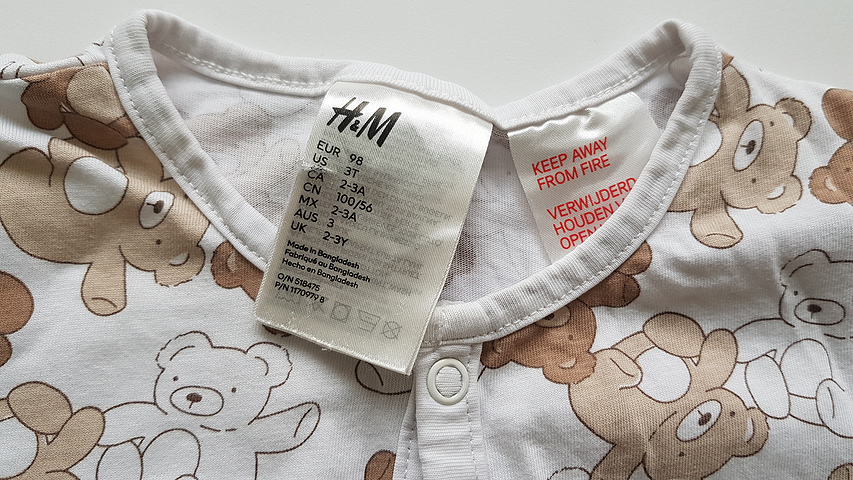 H&M
EUR 98
US 3T
CA 2-3A
CN 100/56
MX 2-3A
AUS 3
UK 2-3Y
Made in Bangladesh
Fabriqué au Bangladesh
Hecho en Bangladesh
O/N 518475
P/N 1170979 8
KEEP AWAY
FROM FIRE
VERWIJDERD
HOUDEN
OPEN